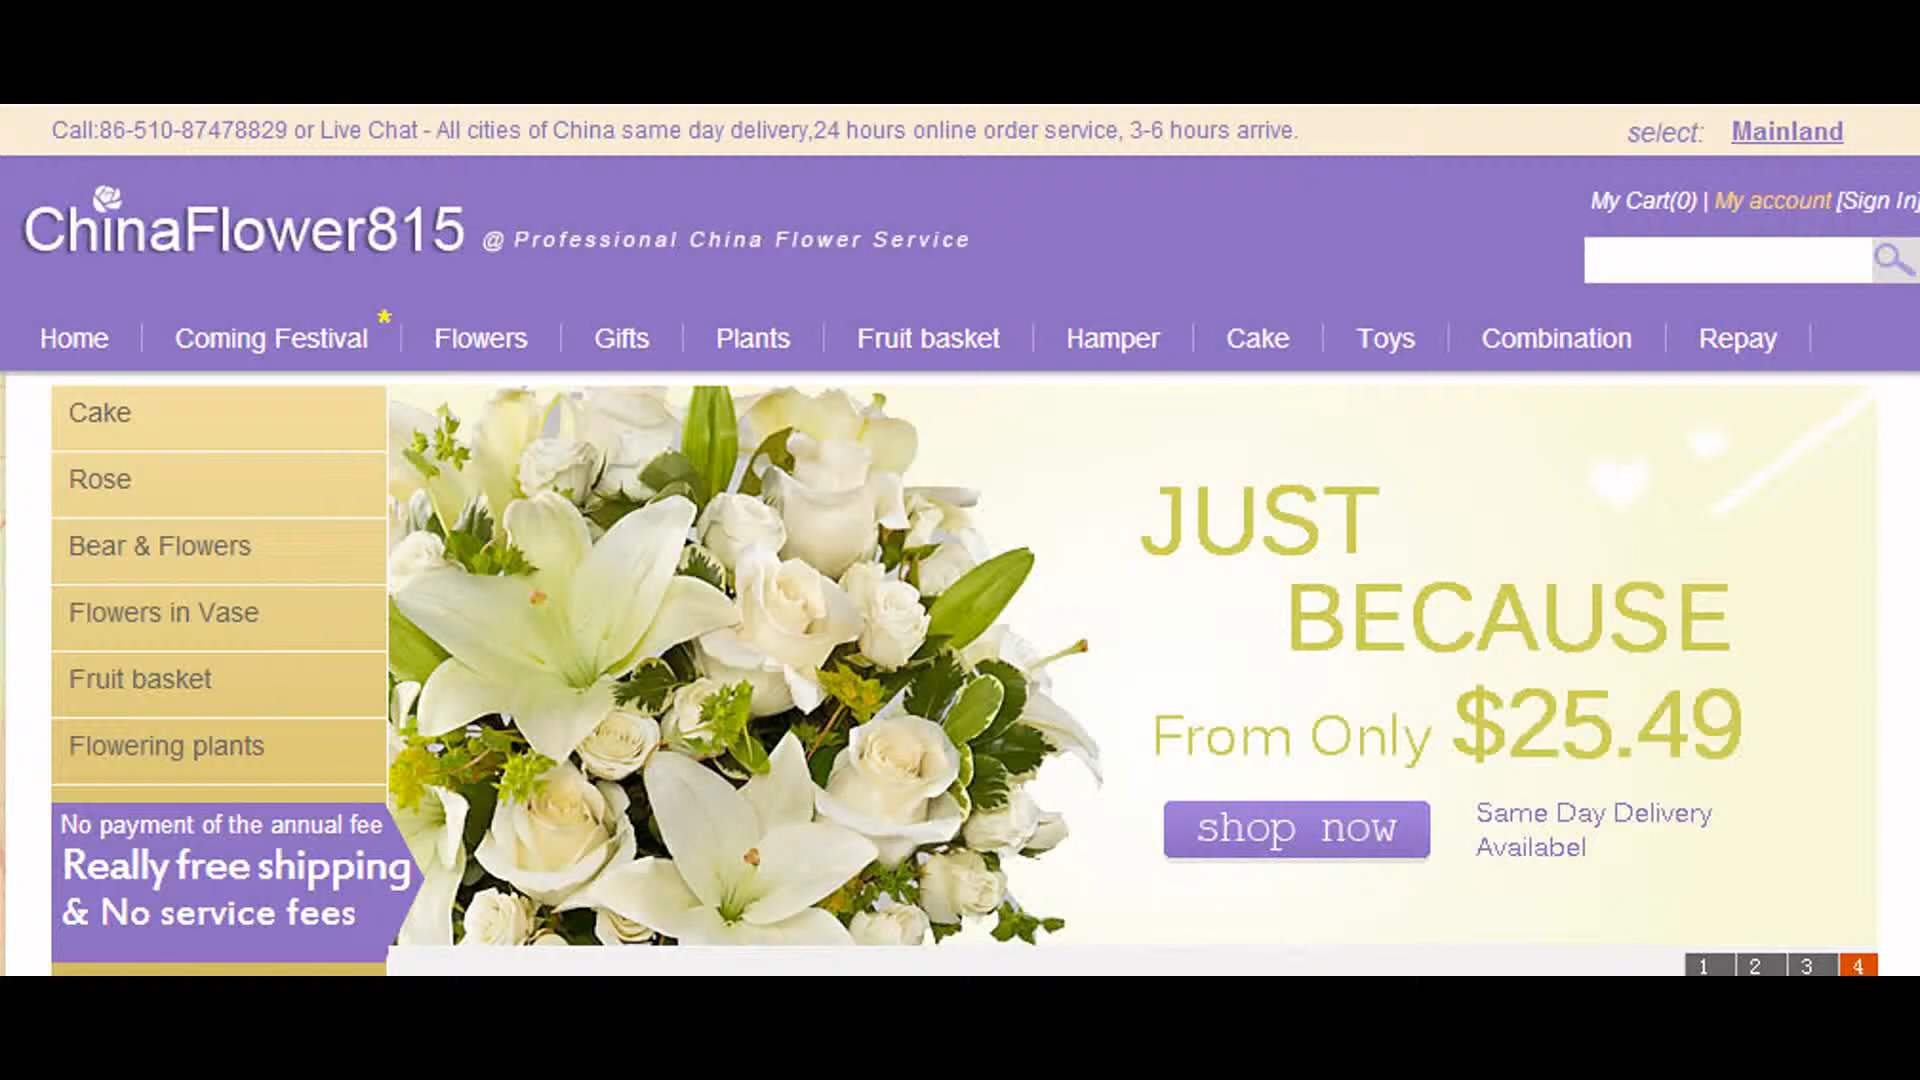 Call:86-510-87478829 or Live Chat - All cities of China same day delivery,24 hours online order service, 3-6 hours arrive.
select: Mainland
My Cart(0) | My account [Sign In]
ChinaFlower815 @ Professional China Flower Service
Home
Coming Festival *
Flowers
Gifts
Plants
Fruit basket
Hamper
Cake
Toys
Combination
Repay
Cake
Rose
Bear & Flowers
Flowers in Vase
Fruit basket
Flowering plants
No payment of the annual fee
Really free shipping
& No service fees
JUST
BECAUSE
From Only $25.49
shop now
Same Day Delivery
Availabel
1 2 3 4